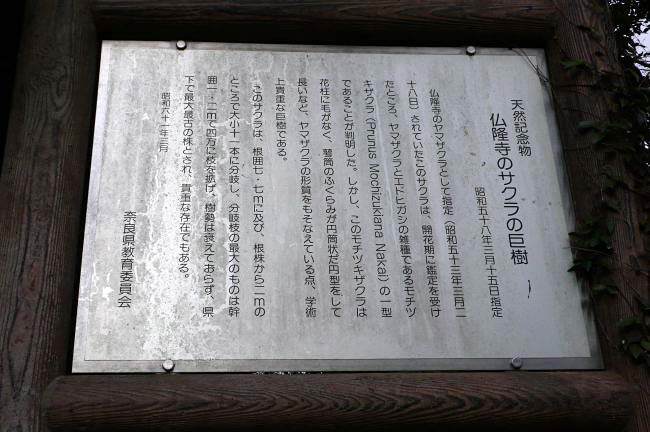 天然記念物
仏隆寺のサクラの巨樹
昭和五十八年三月十五日指定
仏隆寺のヤマザクラとして指定（昭和五十三年三月二
十八日）されていたこのサクラは、開花期に鑑定を受け
たところ、ヤマザクラとエドヒガンの雑種であるモチヅ
キザクラ（Prunus Mochizukiana Nakai）の一型
であることが判明した。しかし、このモチヅキザクラは
花柱に毛がなく、萼筒のふくらみが円筒状だ円型をして
長いなど、ヤマザクラの形質をもそなえている点、学術
上貴重な巨樹である。
このサクラは、根囲七・七ｍに及び、根株から二ｍの
ところで大小十一本に分岐し、分岐枝の最大のものは幹
囲一・二ｍで四方に枝を拡げ、樹勢は衰えておらず、県
下で最大最古の株とされ、貴重な存在でもある。
昭和六十一年三月
奈良県教育委員会